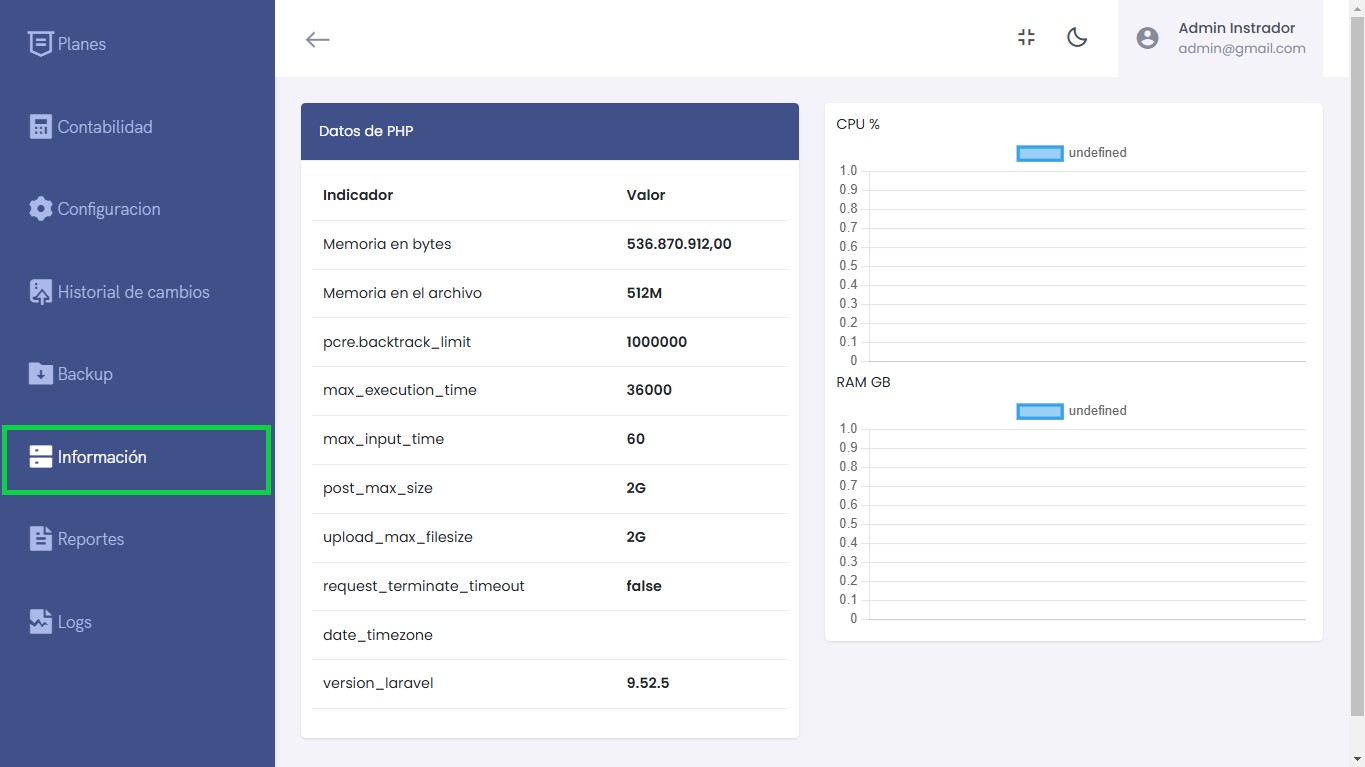 Planes
Contabilidad
Configuracion
Historial de cambios
Backup
Información
Reportes
Logs
Admin Instrador
admin@gmail.com
Datos de PHP
Indicador Valor
Memoria en bytes 536.870.912,00
Memoria en el archivo 512M
pcre.backtrack_limit 1000000
max_execution_time 36000
max_input_time 60
post_max_size 2G
upload_max_filesize 2G
request_terminate_timeout false
date_timezone
version_laravel 9.52.5
CPU %
undefined
1.0
0.9
0.8
0.7
0.6
0.5
0.4
0.3
0.2
0.1
0
RAM GB
undefined
1.0
0.9
0.8
0.7
0.6
0.5
0.4
0.3
0.2
0.1
0